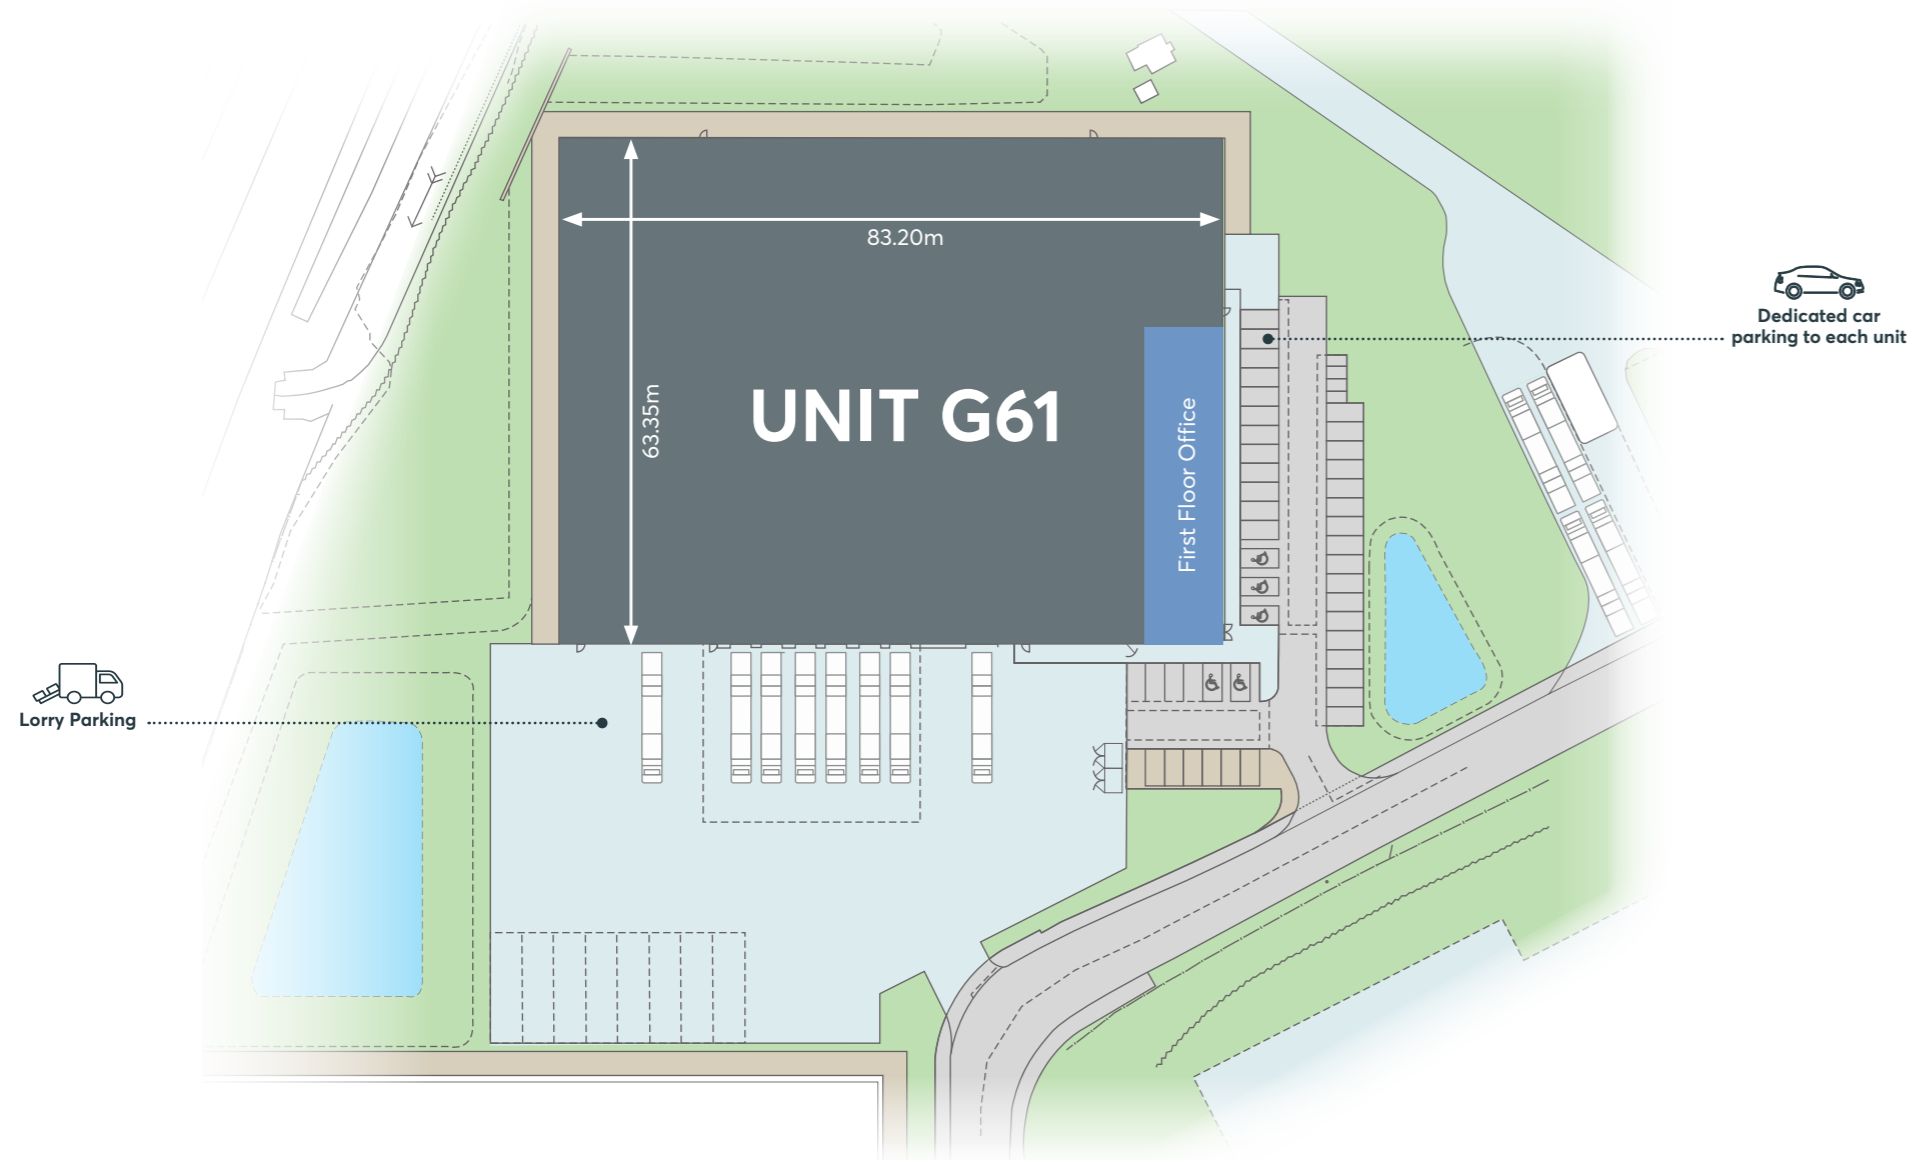 83.20m
63.35m
UNIT G61
First Floor Office
Dedicated car
parking to each unit
Lorry Parking